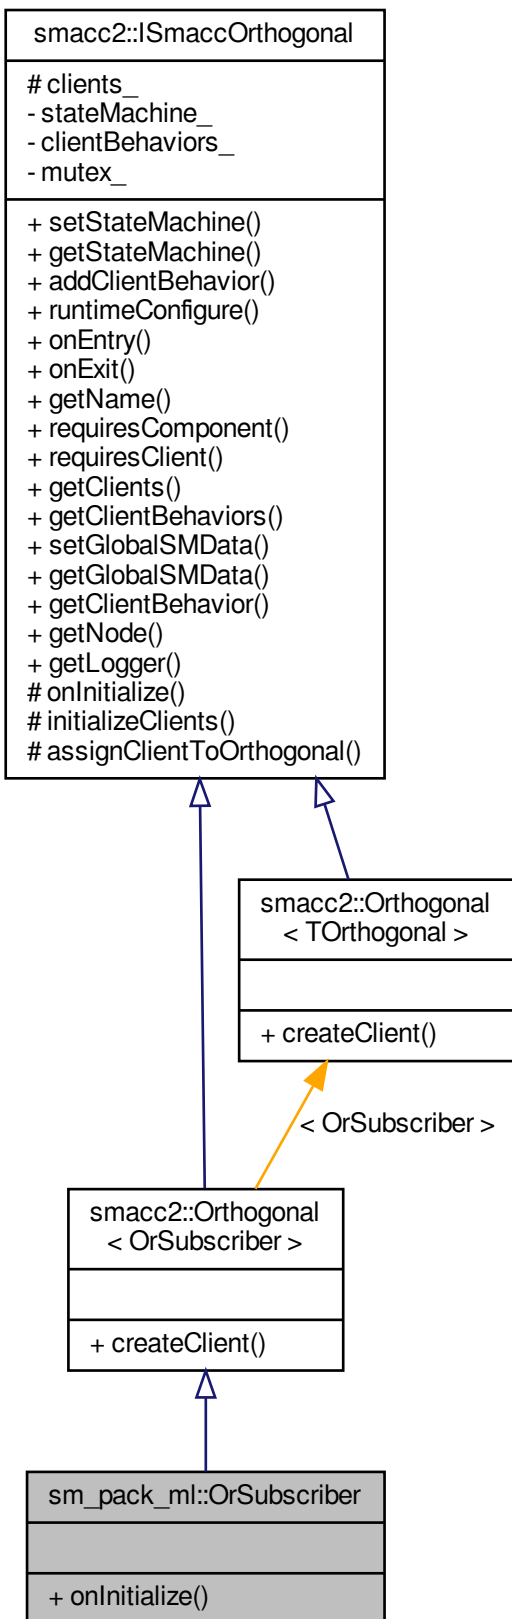 smacc2::ISmaccOrthogonal
# clients_
- stateMachine_
- clientBehaviors_
- mutex_
+ setStateMachine()
+ getStateMachine()
+ addClientBehavior()
+ runtimeConfigure()
+ onEntry()
+ onExit()
+ getName()
+ requiresComponent()
+ requiresClient()
+ getClients()
+ getClientBehaviors()
+ setGlobalSMData()
+ getGlobalSMData()
+ getClientBehavior()
+ getNode()
+ getLogger()
# onInitialize()
# initializeClients()
# assignClientToOrthogonal()
smacc2::Orthogonal
< TOrthogonal >
+ createClient()
< OrSubscriber >
smacc2::Orthogonal
< OrSubscriber >
+ createClient()
sm_pack_ml::OrSubscriber
+ onInitialize()